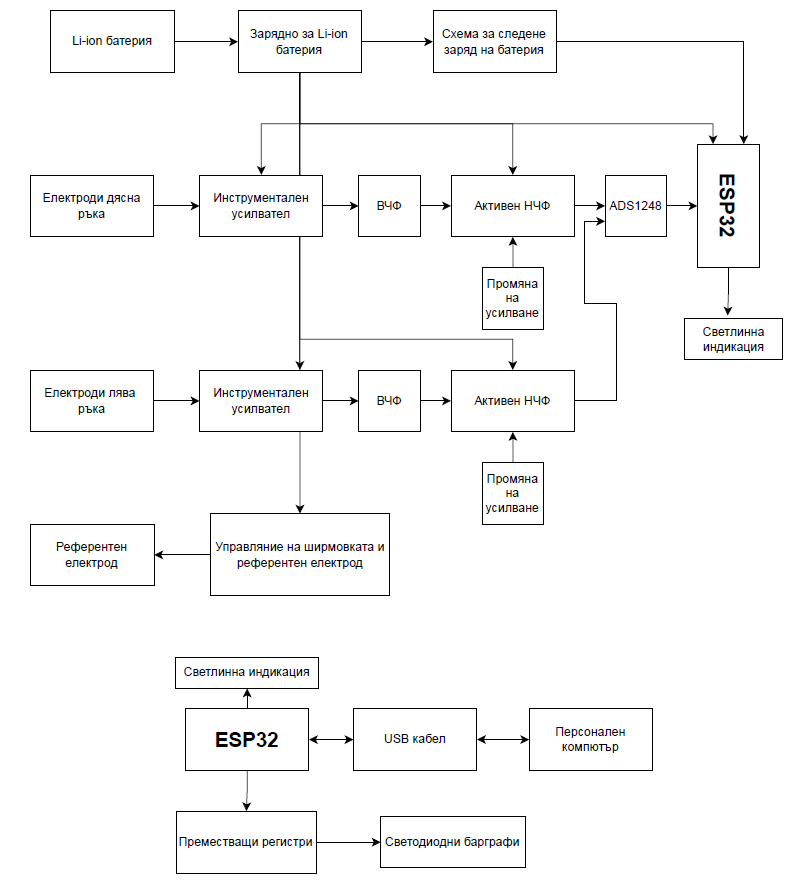 Li-ion батерия
Зарядно за Li-ion
батерия
Схема за следене
заряд на батерия
Електроди дясна
ръка
Инструментален
усилвател
ВЧФ
Активен НЧФ
ADS1248
ESP32
Промяна
на
усилване
Светлинна
индикация
Електроди лява
ръка
Инструментален
усилвател
ВЧФ
Активен НЧФ
Промяна
на
усилване
Референтен
електрод
Управляние на ширмовката и
референтен електрод
Светлинна индикация
ESP32
USB кабел
Персонален
компютър
Преместващи регистри
Светодиодни барграфи